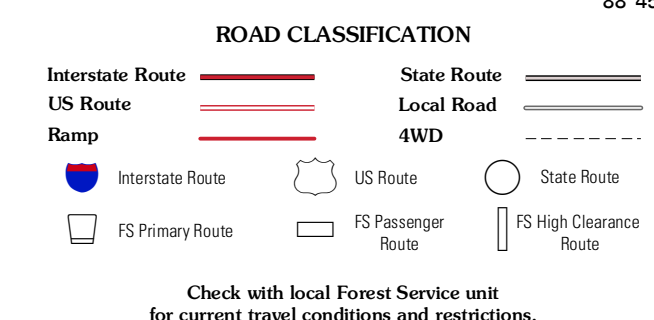 88 45
ROAD CLASSIFICATION
Interstate Route
State Route
US Route
Local Road
Ramp
4WD
Interstate Route
US Route
State Route
FS Primary Route
FS Passenger
Route
FS High Clearance
Route
Check with local Forest Service unit
for current travel conditions and restrictions.